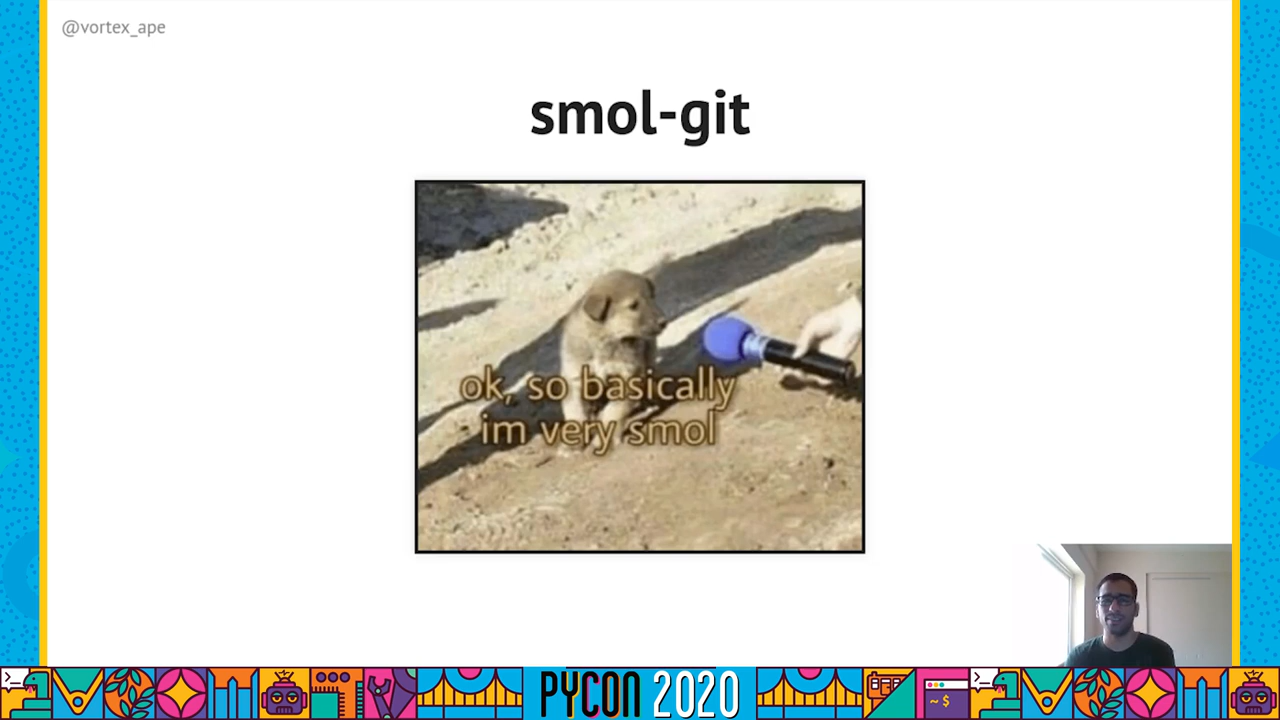 @vortex_ape
smol-git
ok, so basically
im very smol
>_
~$
>_
PYCON 2020